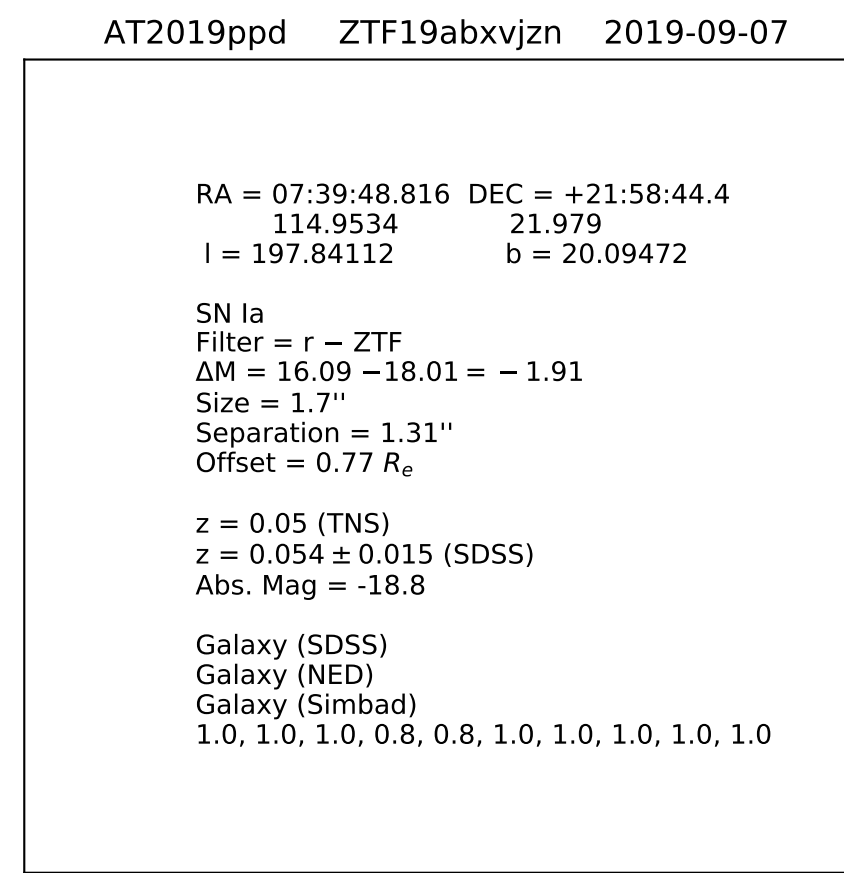 AT2019ppd ZTF19abxvjzn 2019-09-07
RA = 07:39:48.816 DEC = +21:58:44.4
114.9534 21.979
l = 197.84112 b = 20.09472
SN Ia
Filter = r − ZTF
ΔM = 16.09 −18.01 = − 1.91
Size = 1.7''
Separation = 1.31''
Offset = 0.77 Rₑ
z = 0.05 (TNS)
z = 0.054 ± 0.015 (SDSS)
Abs. Mag = -18.8
Galaxy (SDSS)
Galaxy (NED)
Galaxy (Simbad)
1.0, 1.0, 1.0, 0.8, 0.8, 1.0, 1.0, 1.0, 1.0, 1.0